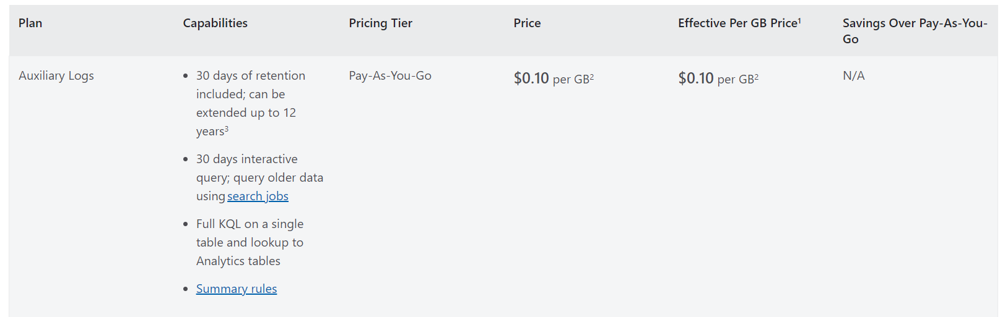 Plan
Capabilities
Pricing Tier
Price
Effective Per GB Price¹
Savings Over Pay-As-You-
Go
Auxiliary Logs
• 30 days of retention
included; can be
extended up to 12
years³
• 30 days interactive
query; query older data
using search jobs
• Full KQL on a single
table and lookup to
Analytics tables
• Summary rules
Pay-As-You-Go
$0.10 per GB²
$0.10 per GB²
N/A